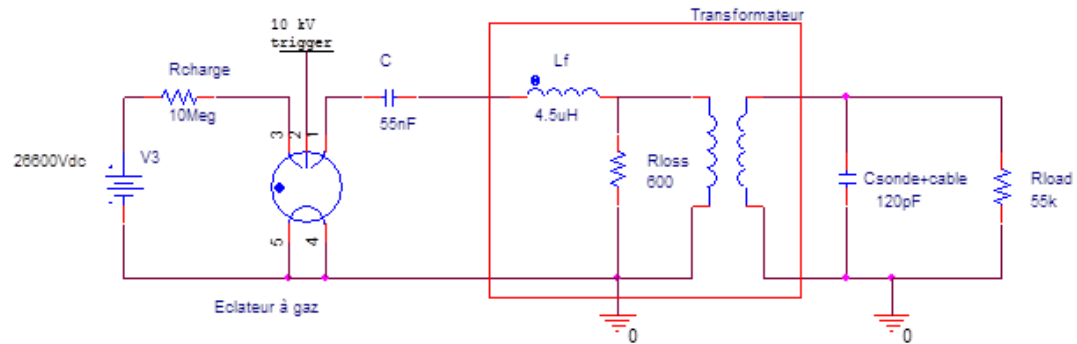 Transformateur
10 kV
trigger
Rcharge
10Meg
C
55nF
Lf
4.5uH
3
2
1
26600Vdc
V3
Rloss
600
Csonde+cable
120pF
Rload
55k
5
4
Eclateur à gaz
0
0